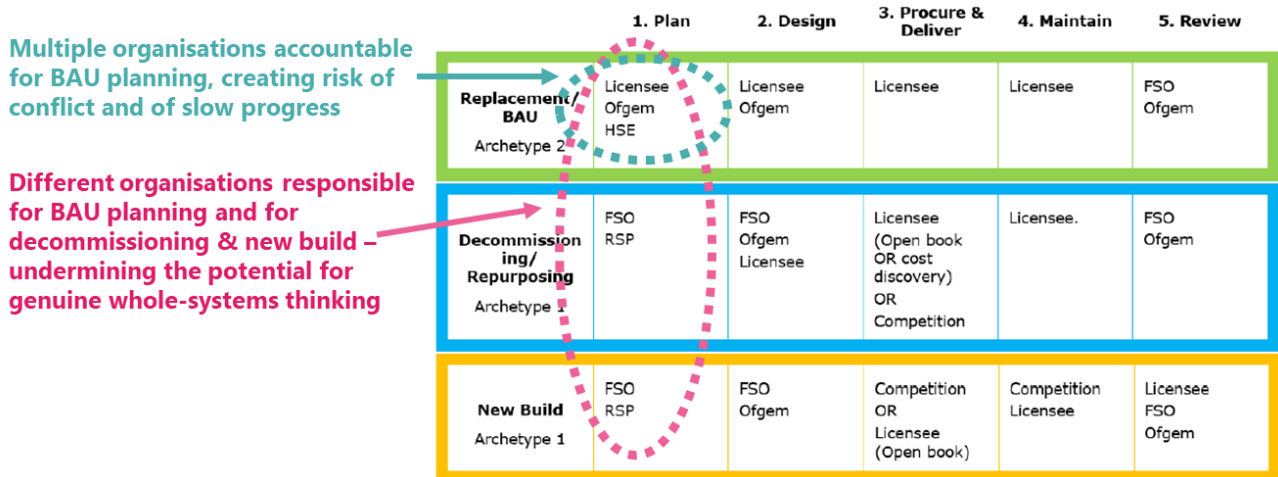 1. Plan
2. Design
3. Procure &
Deliver
4. Maintain
5. Review
Multiple organisations accountable
for BAU planning, creating risk of
conflict and of slow progress
Different organisations responsible
for BAU planning and for
decommissioning & new build –
undermining the potential for
genuine whole-systems thinking
Replacement/
BAU
Archetype 2
Licensee
Ofgem
HSE
Licensee
Ofgem
Licensee
Licensee
FSO
Ofgem
Decommission
ing/
Repurposing
Archetype 1
FSO
RSP
FSO
Ofgem
Licensee
Licensee
(Open book
OR cost
discovery)
OR
Competition
Licensee.
FSO
Ofgem
New Build
Archetype 1
FSO
RSP
FSO
Ofgem
Competition
OR
Licensee
(Open book)
Competition
Licensee
Licensee
FSO
Ofgem